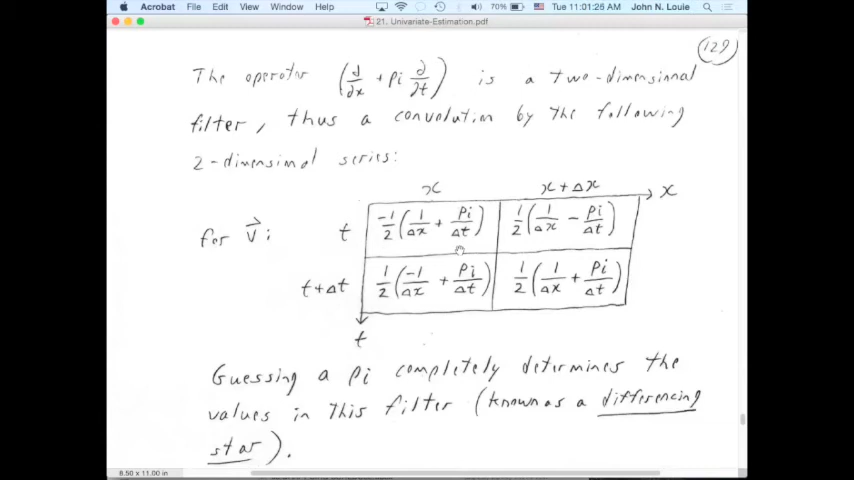 Acrobat File Edit View Window Help 70% Tue 11:01:26 AM John N. Louie
21. Univariate-Estimation.pdf
129
The operator (∂/∂x + pi ∂/∂t) is a two-dimensional
filter, thus a convolution by the following
2-dimensional series:
x x+Δx → x
for v⃗i t -1/2 (1/Δx + pi/Δt) 1/2 (1/Δx - pi/Δt)
t+Δt 1/2 (-1/Δx + pi/Δt) 1/2 (1/Δx + pi/Δt)
t
Guessing a pi completely determines the
values in this filter (known as a differencing
star).
8.50 x 11.00 in